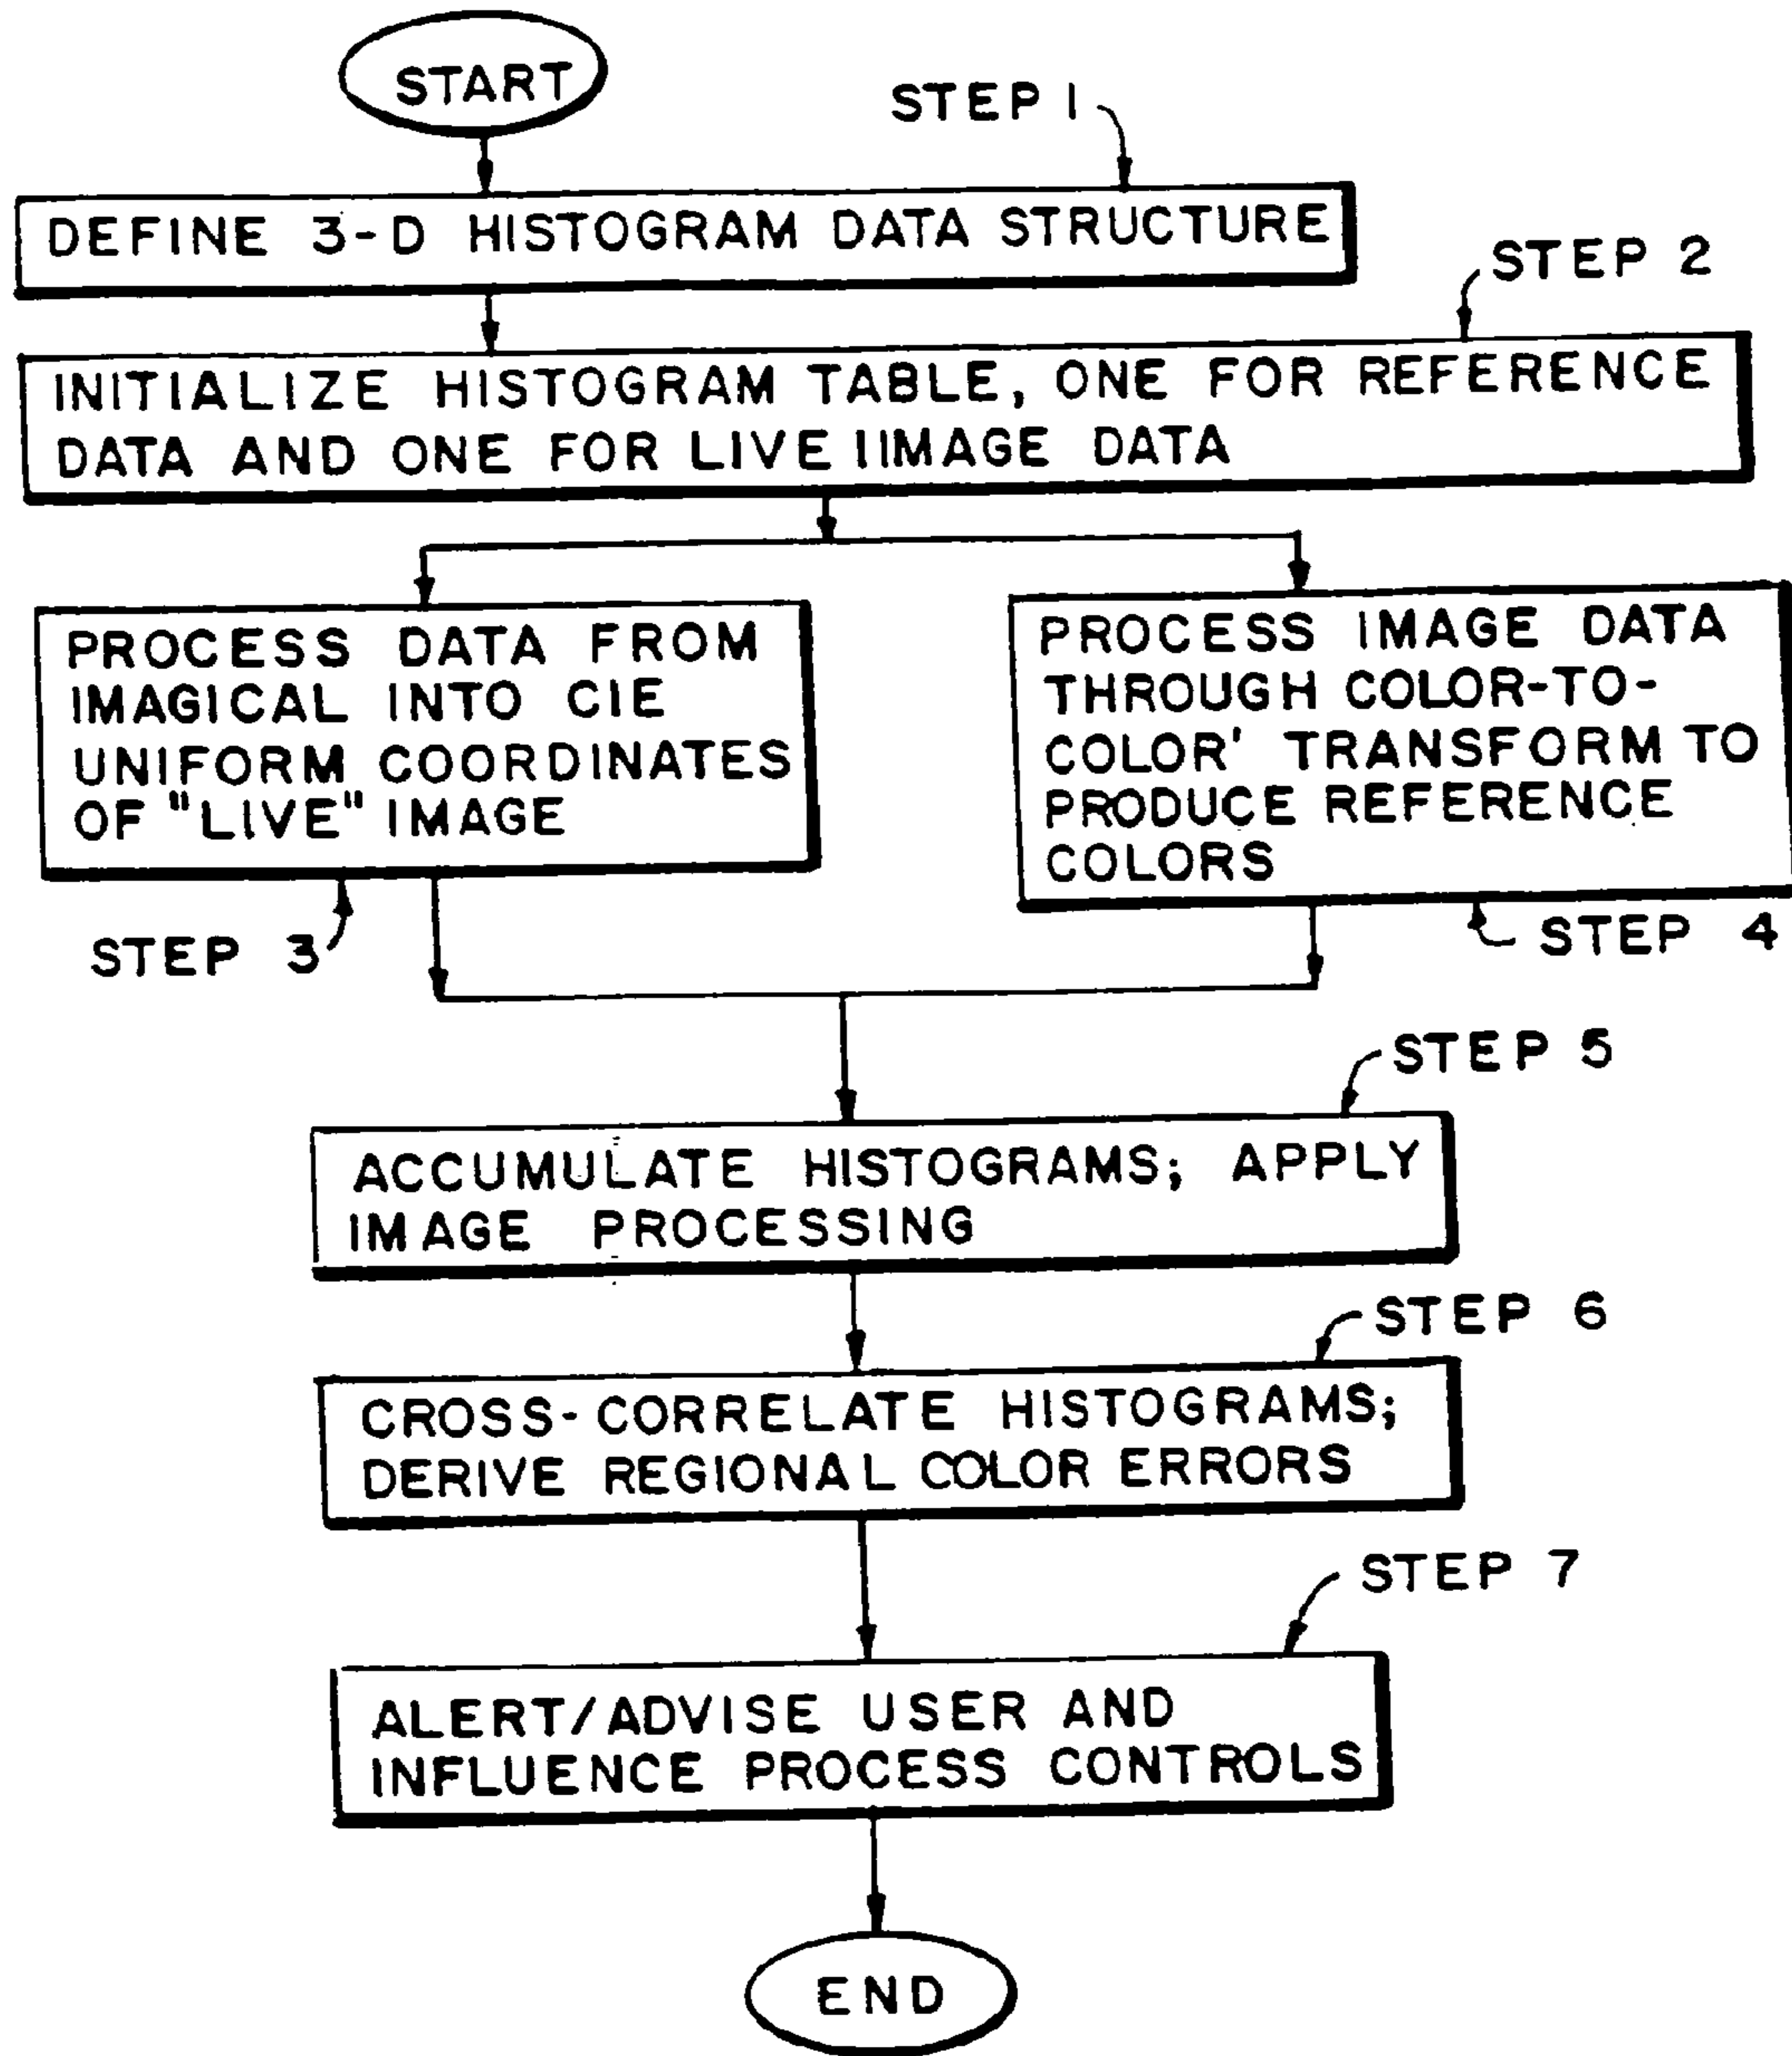 START
STEP 1
DEFINE 3-D HISTOGRAM DATA STRUCTURE
STEP 2
INITIALIZE HISTOGRAM TABLE, ONE FOR REFERENCE
DATA AND ONE FOR LIVE IIMAGE DATA
PROCESS DATA FROM
IMAGICAL INTO CIE
UNIFORM COORDINATES
OF "LIVE" IMAGE
PROCESS IMAGE DATA
THROUGH COLOR-TO-
COLOR' TRANSFORM TO
PRODUCE REFERENCE
COLORS
STEP 3
STEP 4
STEP 5
ACCUMULATE HISTOGRAMS; APPLY
IMAGE PROCESSING
STEP 6
CROSS-CORRELATE HISTOGRAMS;
DERIVE REGIONAL COLOR ERRORS
STEP 7
ALERT/ADVISE USER AND
INFLUENCE PROCESS CONTROLS
END